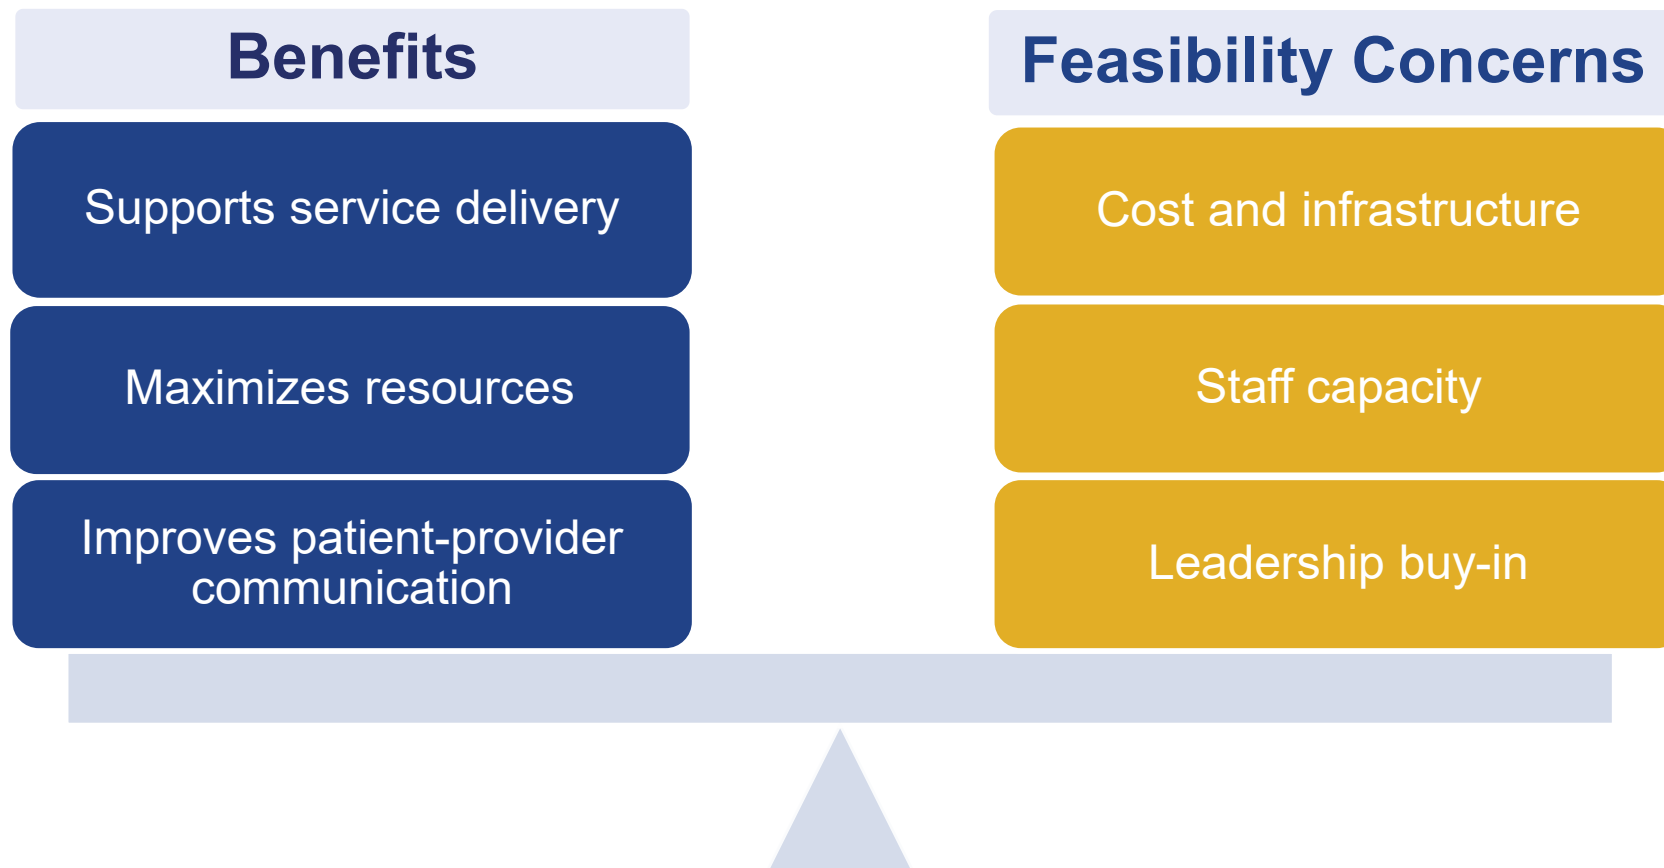 Benefits
Supports service delivery
Maximizes resources
Improves patient-provider
communication
Feasibility Concerns
Cost and infrastructure
Staff capacity
Leadership buy-in